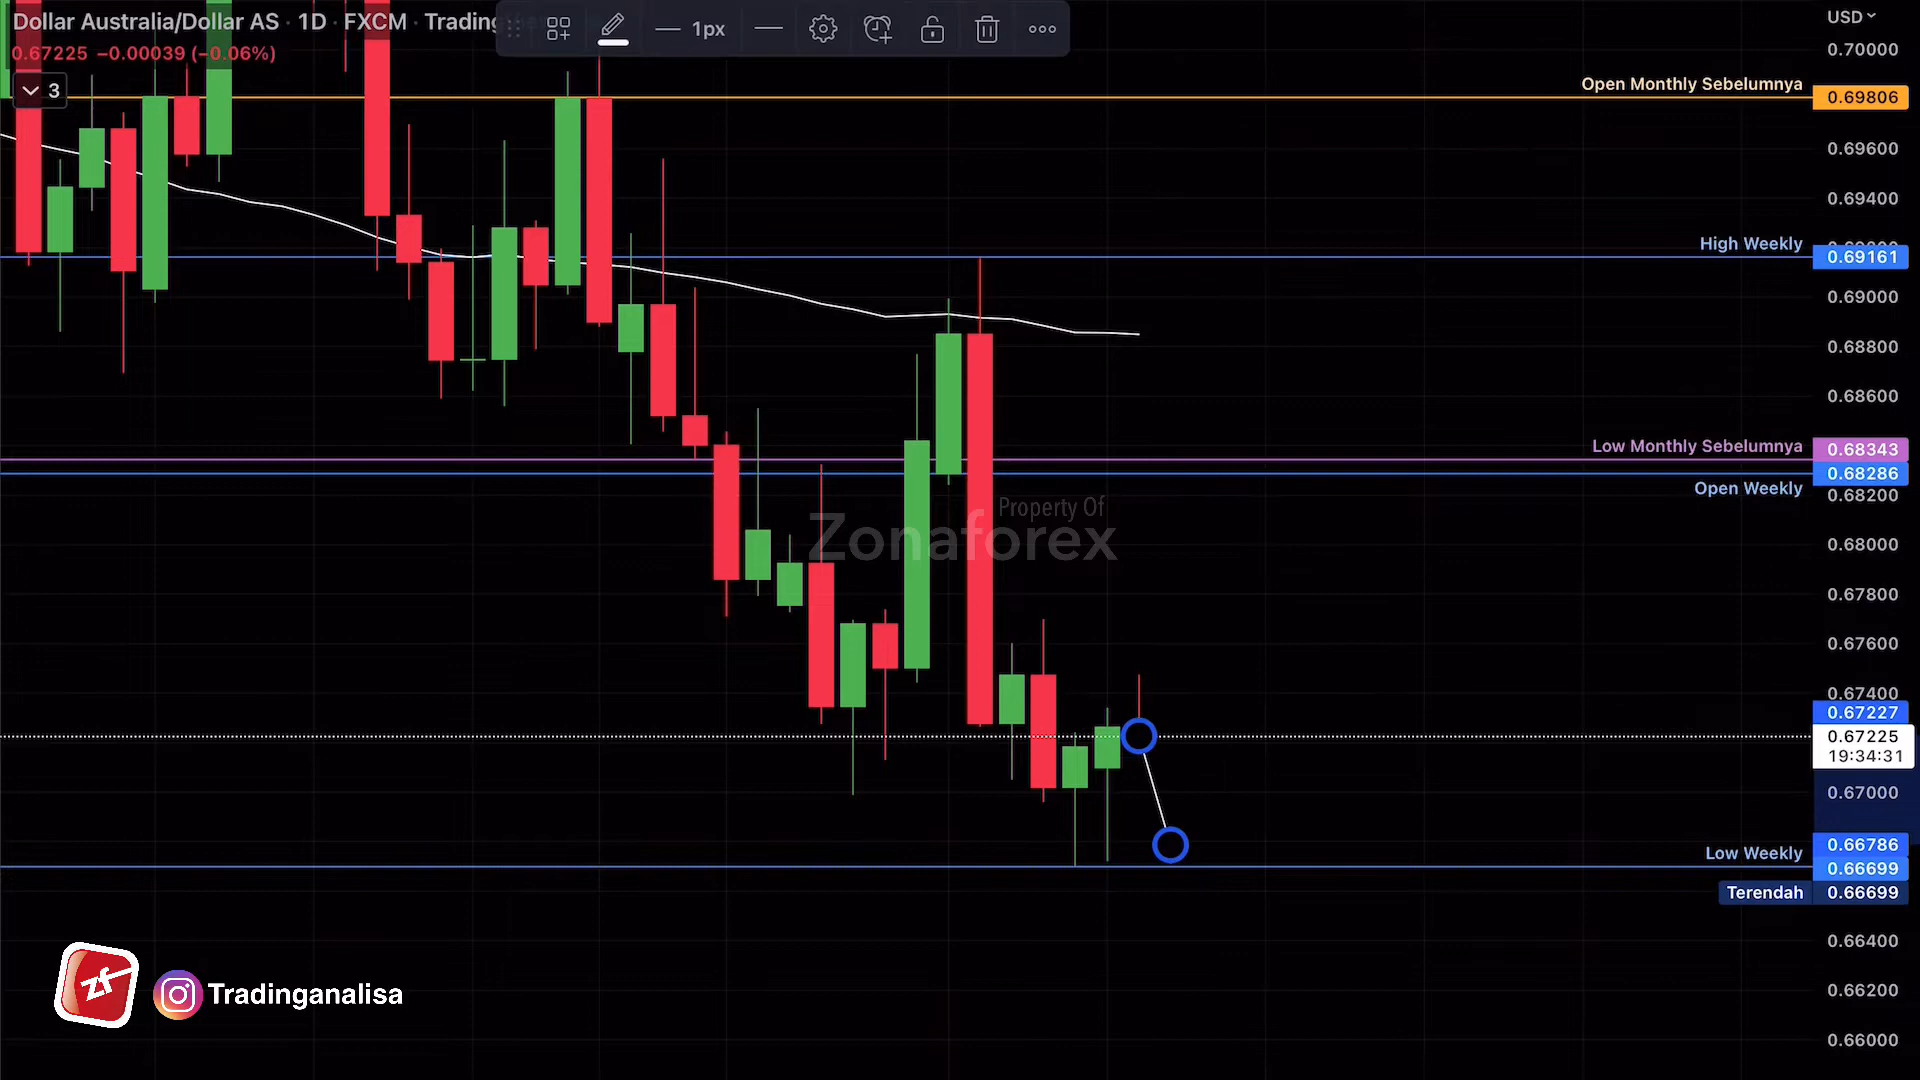 Dollar Australia/Dollar AS · 1D · FXCM · Trading
1px
USD
0.67225 −0.00039 (−0.06%)
0.70000
3
Open Monthly Sebelumnya
0.69806
0.69600
0.69400
High Weekly
0.69161
0.69000
0.68800
0.68600
Low Monthly Sebelumnya
0.68343
0.68286
Open Weekly
0.68200
Property Of
Zonaforex
0.68000
0.67800
0.67600
0.67400
0.67227
0.67225
19:34:31
0.67000
0.66786
Low Weekly
0.66699
Terendah
0.66699
0.66400
zf
Tradinganalisa
0.66200
0.66000